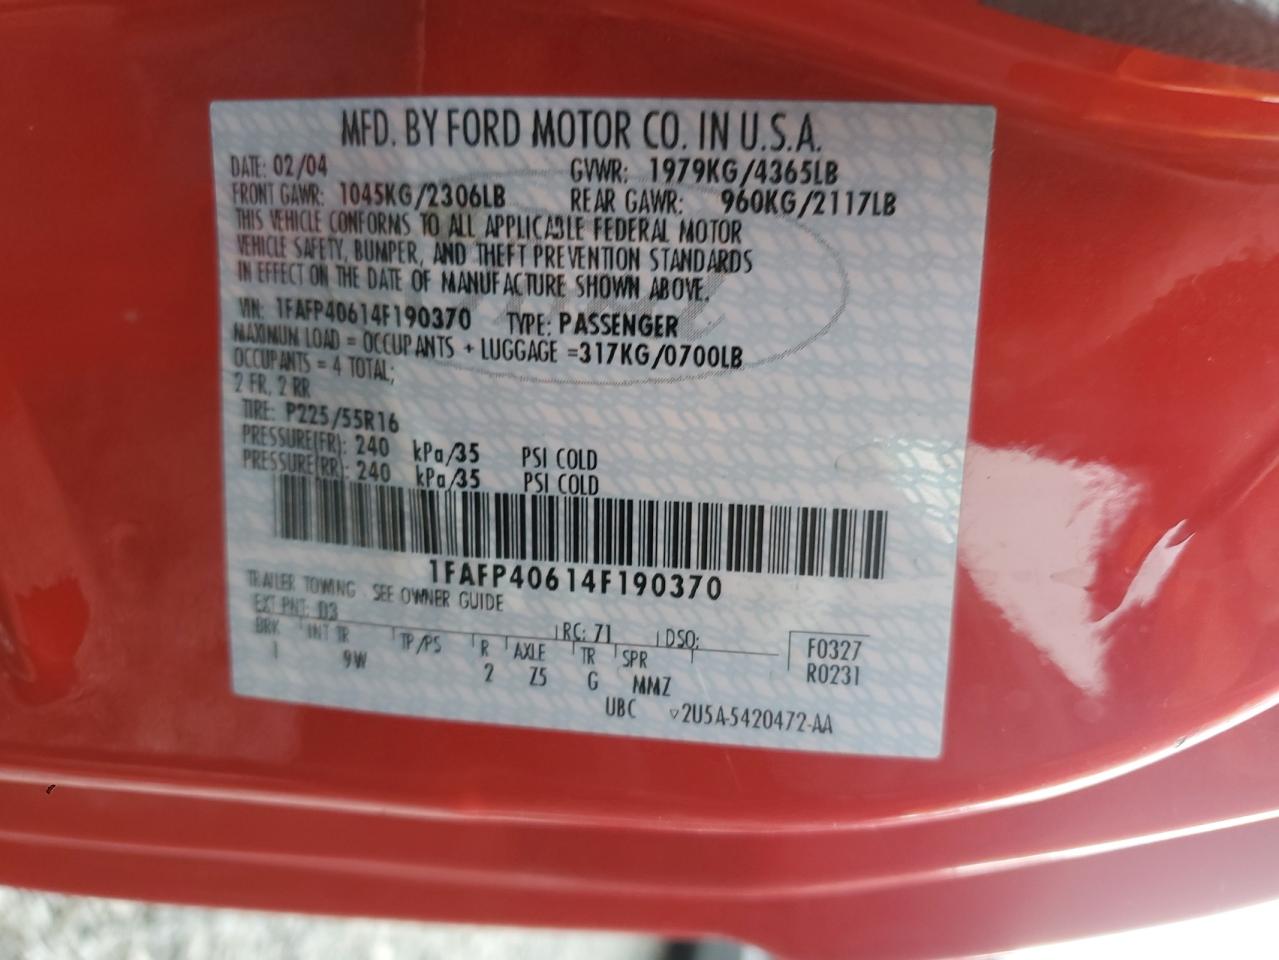 MFD. BY FORD MOTOR CO. IN U.S.A.
DATE: 02/04 GVWR: 1979KG/4365LB
FRONT GAWR: 1045KG/2306LB REAR GAWR: 960KG/2117LB
THIS VEHICLE CONFORMS TO ALL APPLICABLE FEDERAL MOTOR
VEHICLE SAFETY, BUMPER, AND THEFT PREVENTION STANDARDS
IN EFFECT ON THE DATE OF MANUFACTURE SHOWN ABOVE.
VIN: 1FAFP40614F190370 TYPE: PASSENGER
MAXIMUM LOAD = OCCUPANTS + LUGGAGE =317KG/0700LB
OCCUPANTS = 4 TOTAL;
2 FR, 2 RR
TIRE: P225/55R16
PRESSURE(FR): 240 kPa/35 PSI COLD
PRESSURE(RR): 240 kPa/35 PSI COLD
1FAFP40614F190370
TRAILER TOWING - SEE OWNER GUIDE
EXT PNT: D3 RC: 71 DSO: F0327
BRK INT TR TP/PS R AXLE TR SPR R0231
1 9W 2 Z5 G MMZ
UBC ▽2U5A-5420472-AA